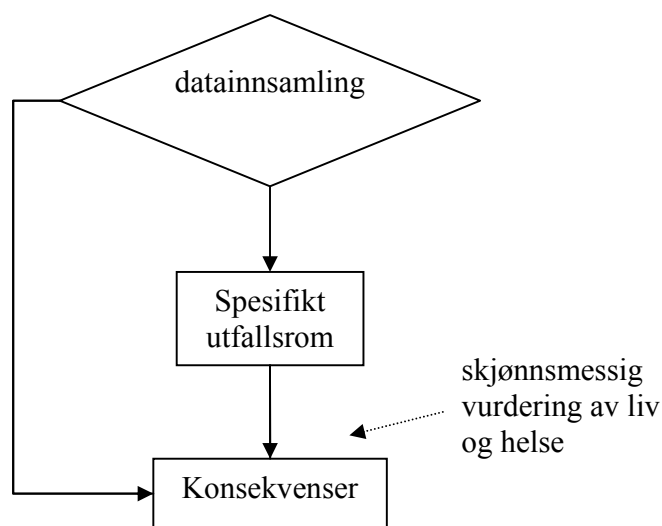 datainnsamling
Spesifikt
utfallsrom
skjønnsmessig
vurdering av liv
og helse
Konsekvenser